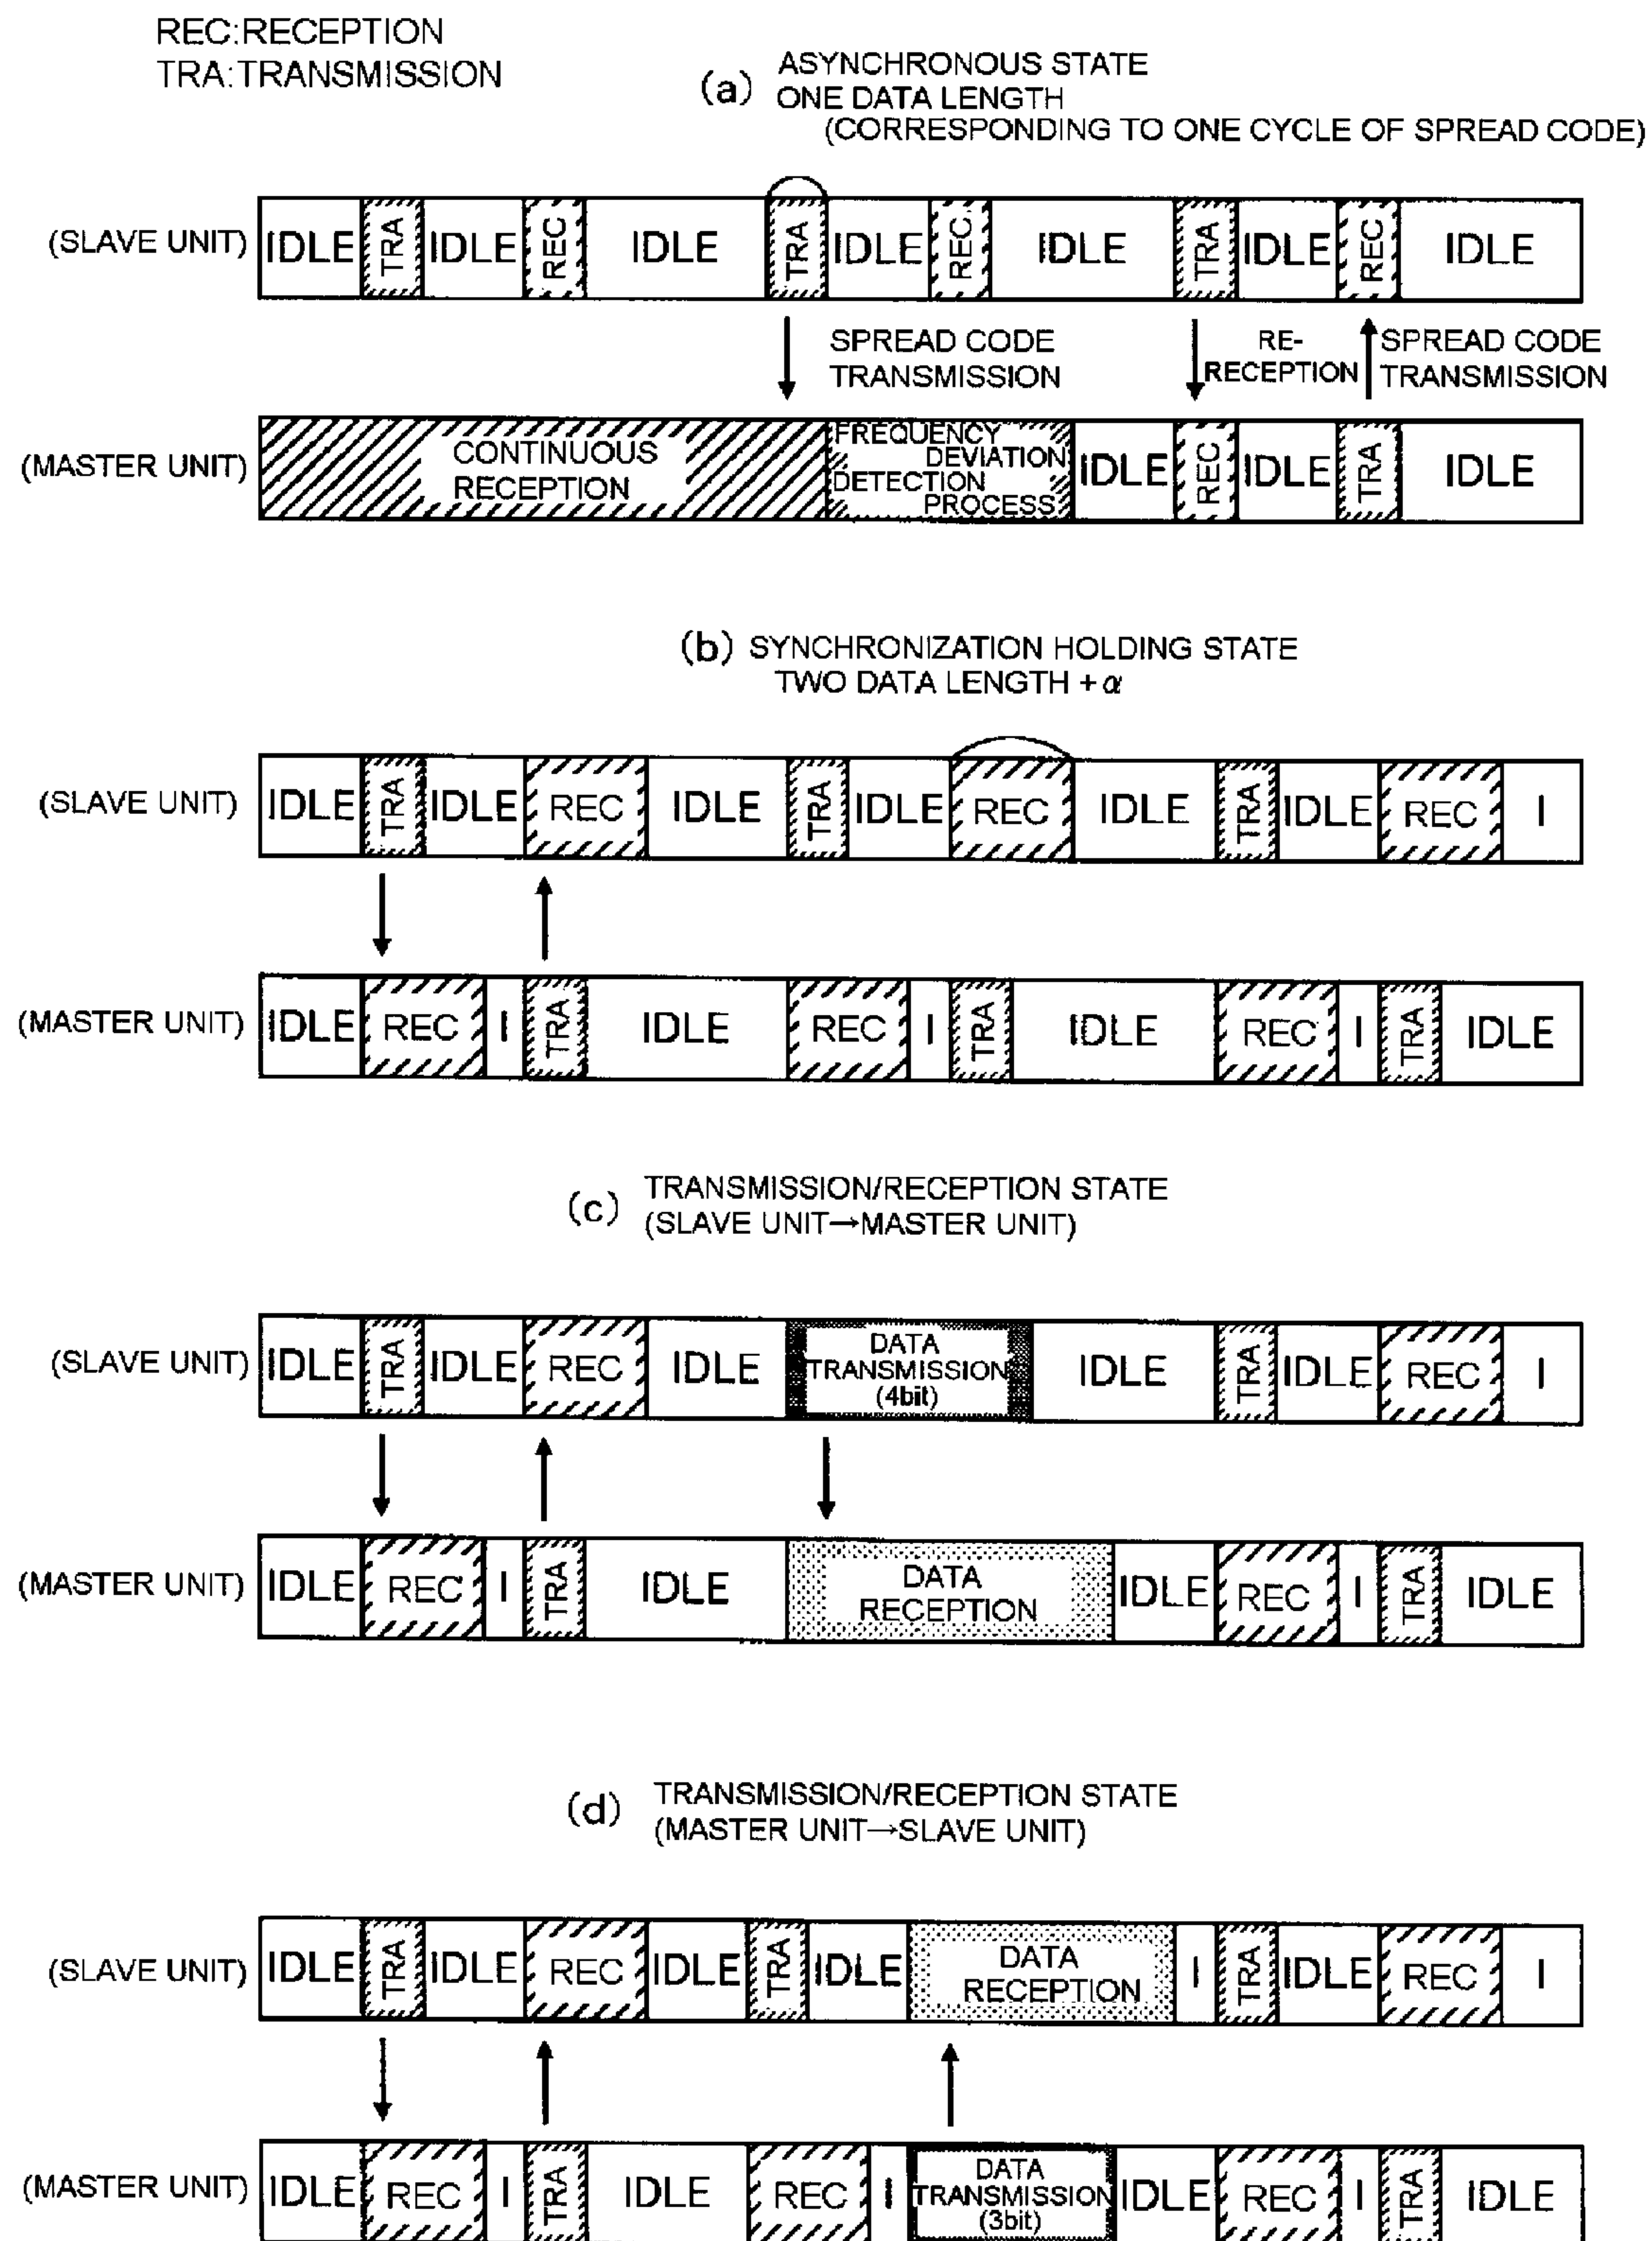 REC:RECEPTION
TRA:TRANSMISSION
(a) ASYNCHRONOUS STATE
ONE DATA LENGTH
(CORRESPONDING TO ONE CYCLE OF SPREAD CODE)
(SLAVE UNIT) IDLE TRA IDLE REC IDLE TRA IDLE REC IDLE TRA IDLE REC IDLE
SPREAD CODE TRANSMISSION
RE-RECEPTION
SPREAD CODE TRANSMISSION
(MASTER UNIT) CONTINUOUS RECEPTION FREQUENCY DEVIATION DETECTION PROCESS IDLE REC IDLE TRA IDLE
(b) SYNCHRONIZATION HOLDING STATE
TWO DATA LENGTH + α
(SLAVE UNIT) IDLE TRA IDLE REC IDLE TRA IDLE REC IDLE TRA IDLE REC I
(MASTER UNIT) IDLE REC I TRA IDLE REC I TRA IDLE REC I TRA IDLE
(c) TRANSMISSION/RECEPTION STATE
(SLAVE UNIT→MASTER UNIT)
(SLAVE UNIT) IDLE TRA IDLE REC IDLE DATA TRANSMISSION (4bit) IDLE TRA IDLE REC I
(MASTER UNIT) IDLE REC I TRA IDLE DATA RECEPTION IDLE REC I TRA IDLE
(d) TRANSMISSION/RECEPTION STATE
(MASTER UNIT→SLAVE UNIT)
(SLAVE UNIT) IDLE TRA IDLE REC IDLE TRA IDLE DATA RECEPTION I TRA IDLE REC I
(MASTER UNIT) IDLE REC I TRA IDLE REC I DATA TRANSMISSION (3bit) IDLE REC I TRA IDLE